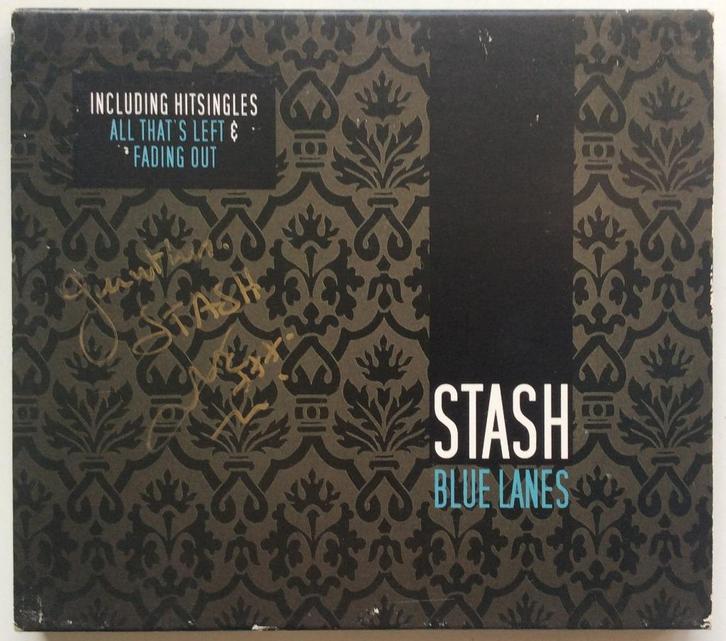 INCLUDING HITSINGLES
ALL THAT'S LEFT &
FADING OUT
STASH
STASH
BLUE LANES